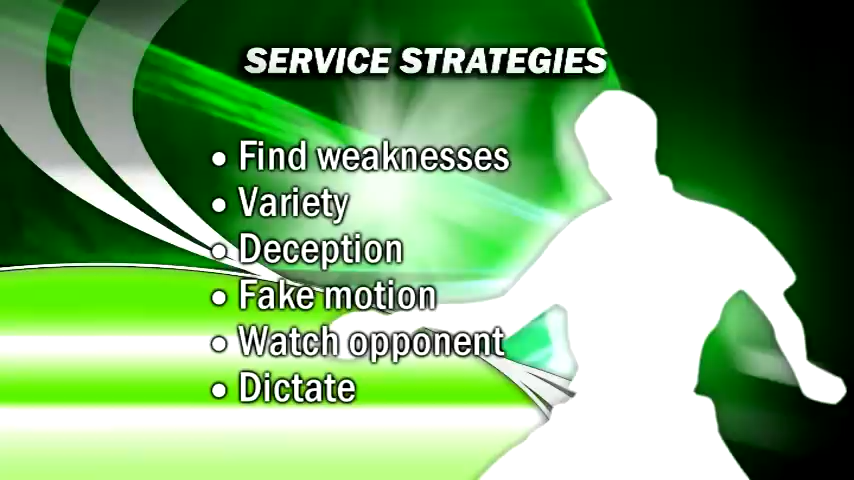 SERVICE STRATEGIES
• Find weaknesses
• Variety
• Deception
• Fake motion
• Watch opponent
• Dictate